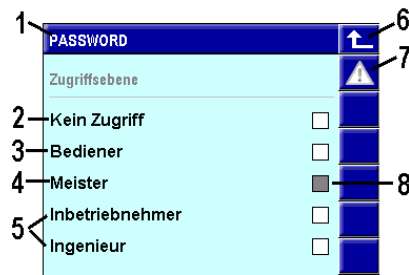 1 PASSWORD 6
7
Zugriffsebene
2 Kein Zugriff
3 Bediener
4 Meister 8
5 Inbetriebnehmer
Ingenieur